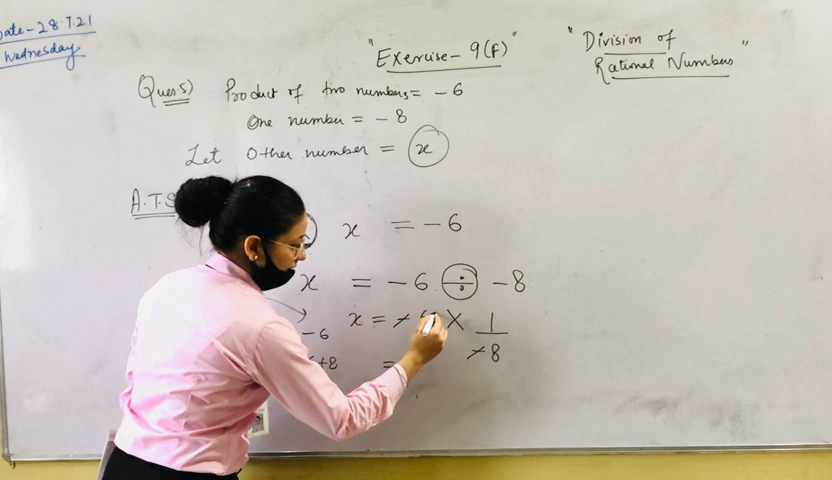 Date - 28.7.21
Wednesday
"Exercise - 9(f)"
"Division of
Rational Numbers"
Ques5) Product of two numbers = -6
One number = -8
Let Other number = x
A.T.S
x = -6
x = -6 ÷ -8
x = -6 × 1
-8
-6
+8 =